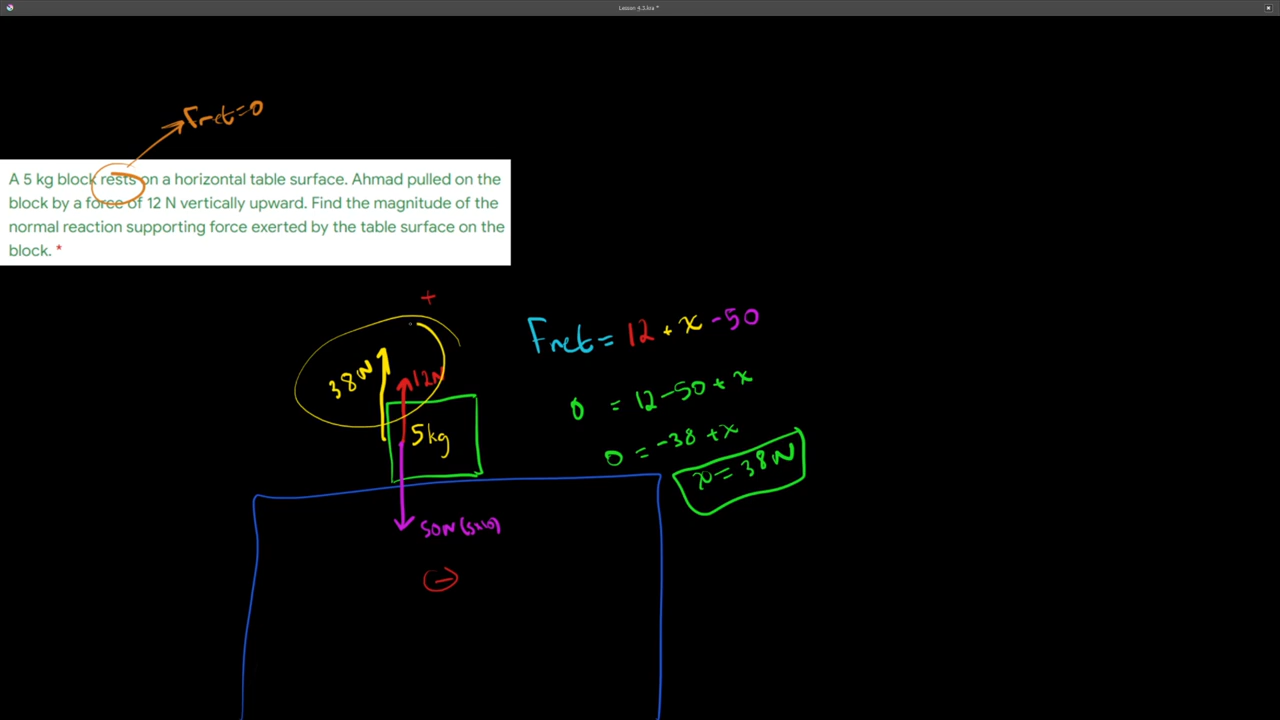 Lesson 4.3.kra *
Fnet=0
A 5 kg block rests on a horizontal table surface. Ahmad pulled on the
block by a force of 12 N vertically upward. Find the magnitude of the
normal reaction supporting force exerted by the table surface on the
block. *
+
Fnet= 12 + x -50
38N
12N
0 = 12-50+x
5kg
0 = -38 +x
x=38N
50N(5x10)
-